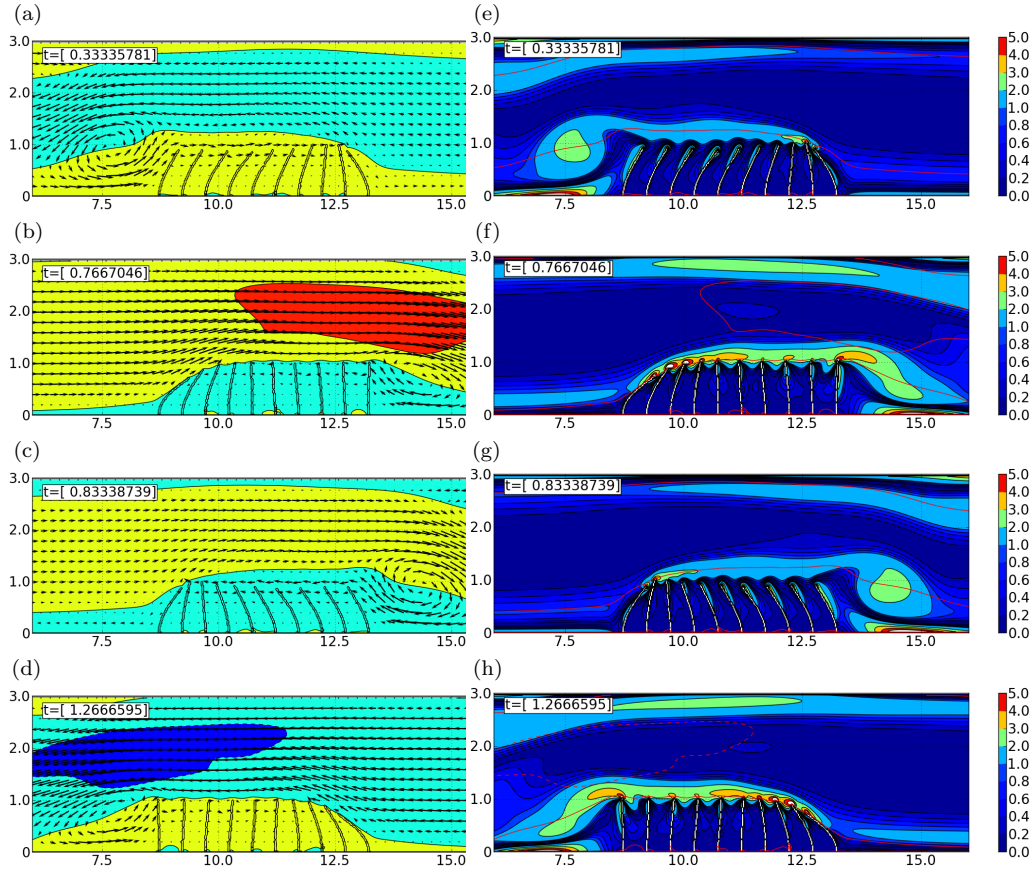 (a) (e)
t=[ 0.33335781] t=[ 0.33335781]
3.0 2.0 1.0 0 3.0 2.0 1.0 0 5.0 4.0 3.0 2.0 1.0 0.8 0.6 0.4 0.2 0.0
7.5 10.0 12.5 15.0 7.5 10.0 12.5 15.0
(b) (f)
t=[ 0.7667046] t=[ 0.7667046]
3.0 2.0 1.0 0 3.0 2.0 1.0 0 5.0 4.0 3.0 2.0 1.0 0.8 0.6 0.4 0.2 0.0
7.5 10.0 12.5 15.0 7.5 10.0 12.5 15.0
(c) (g)
t=[ 0.83338739] t=[ 0.83338739]
3.0 2.0 1.0 0 3.0 2.0 1.0 0 5.0 4.0 3.0 2.0 1.0 0.8 0.6 0.4 0.2 0.0
7.5 10.0 12.5 15.0 7.5 10.0 12.5 15.0
(d) (h)
t=[ 1.2666595] t=[ 1.2666595]
3.0 2.0 1.0 0 3.0 2.0 1.0 0 5.0 4.0 3.0 2.0 1.0 0.8 0.6 0.4 0.2 0.0
7.5 10.0 12.5 15.0 7.5 10.0 12.5 15.0